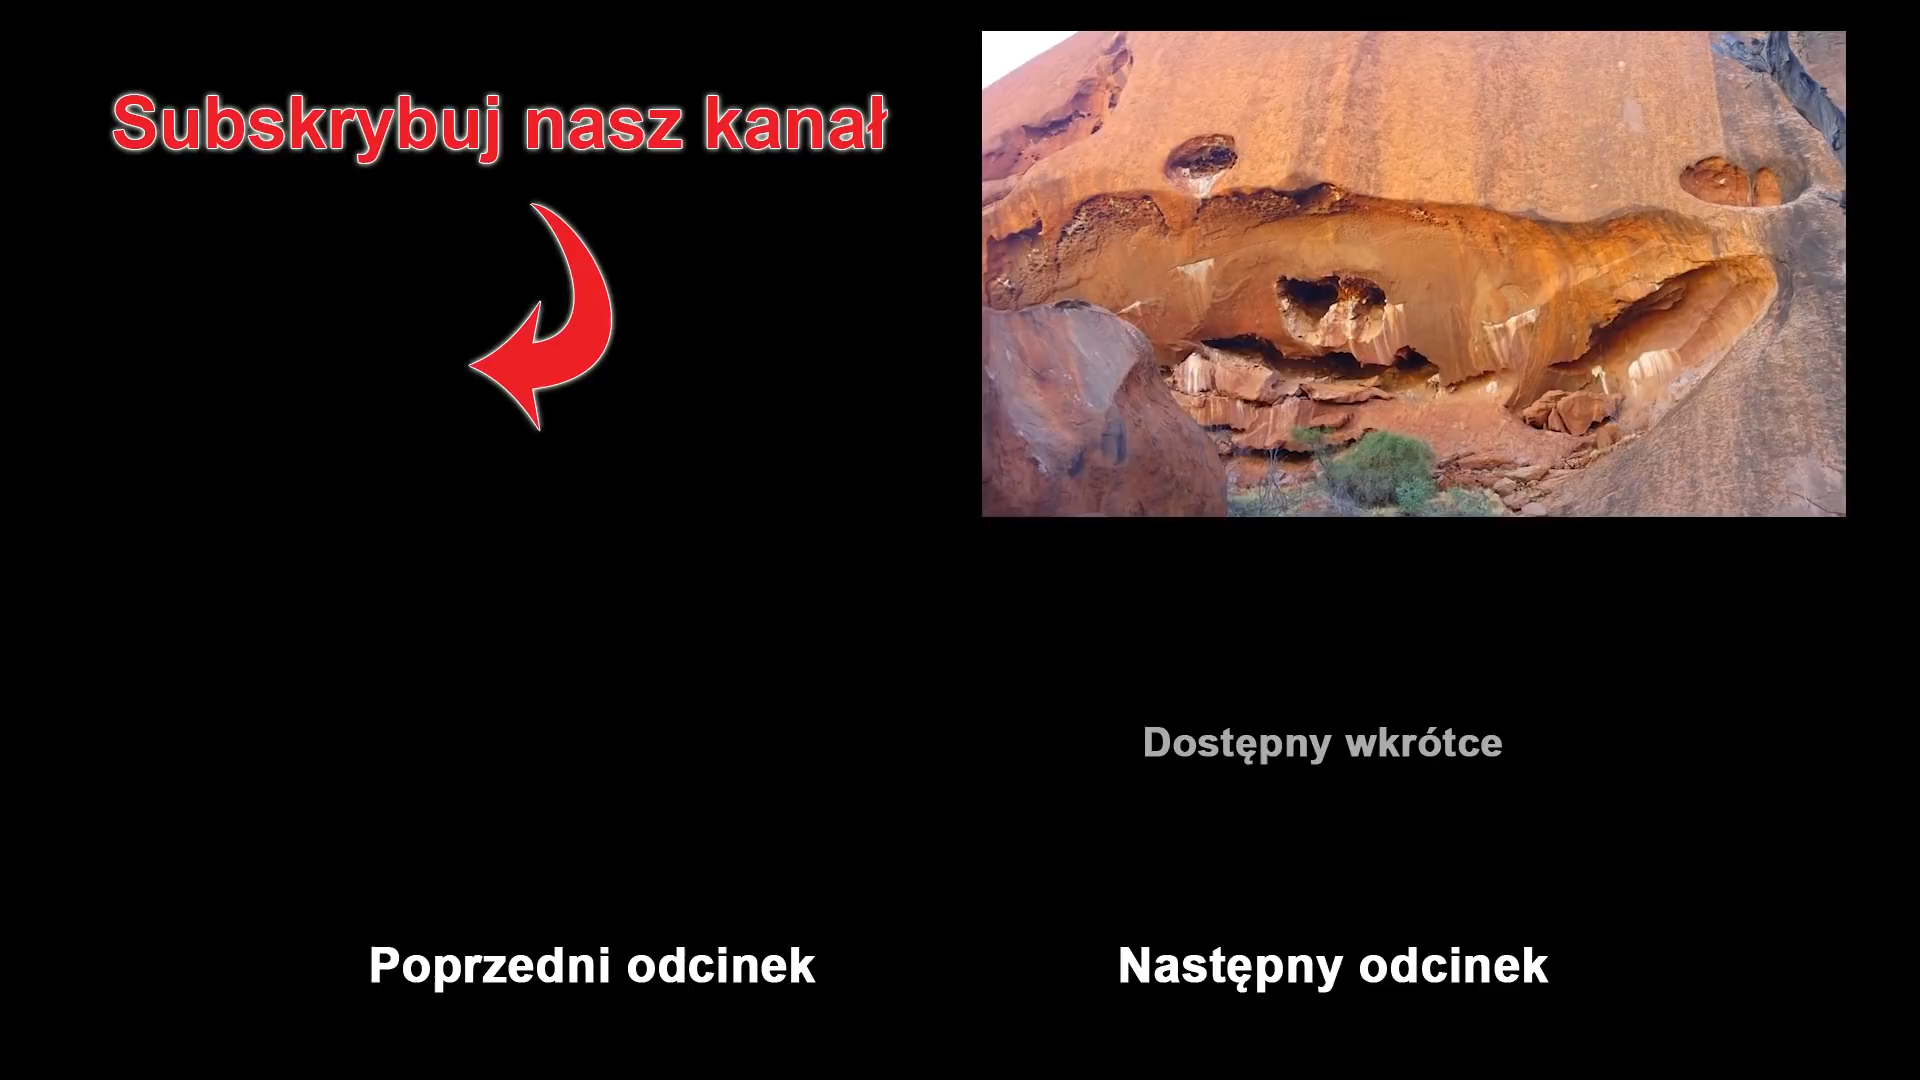 Subskrybuj nasz kanał
Dostępny wkrótce
Poprzedni odcinek
Następny odcinek